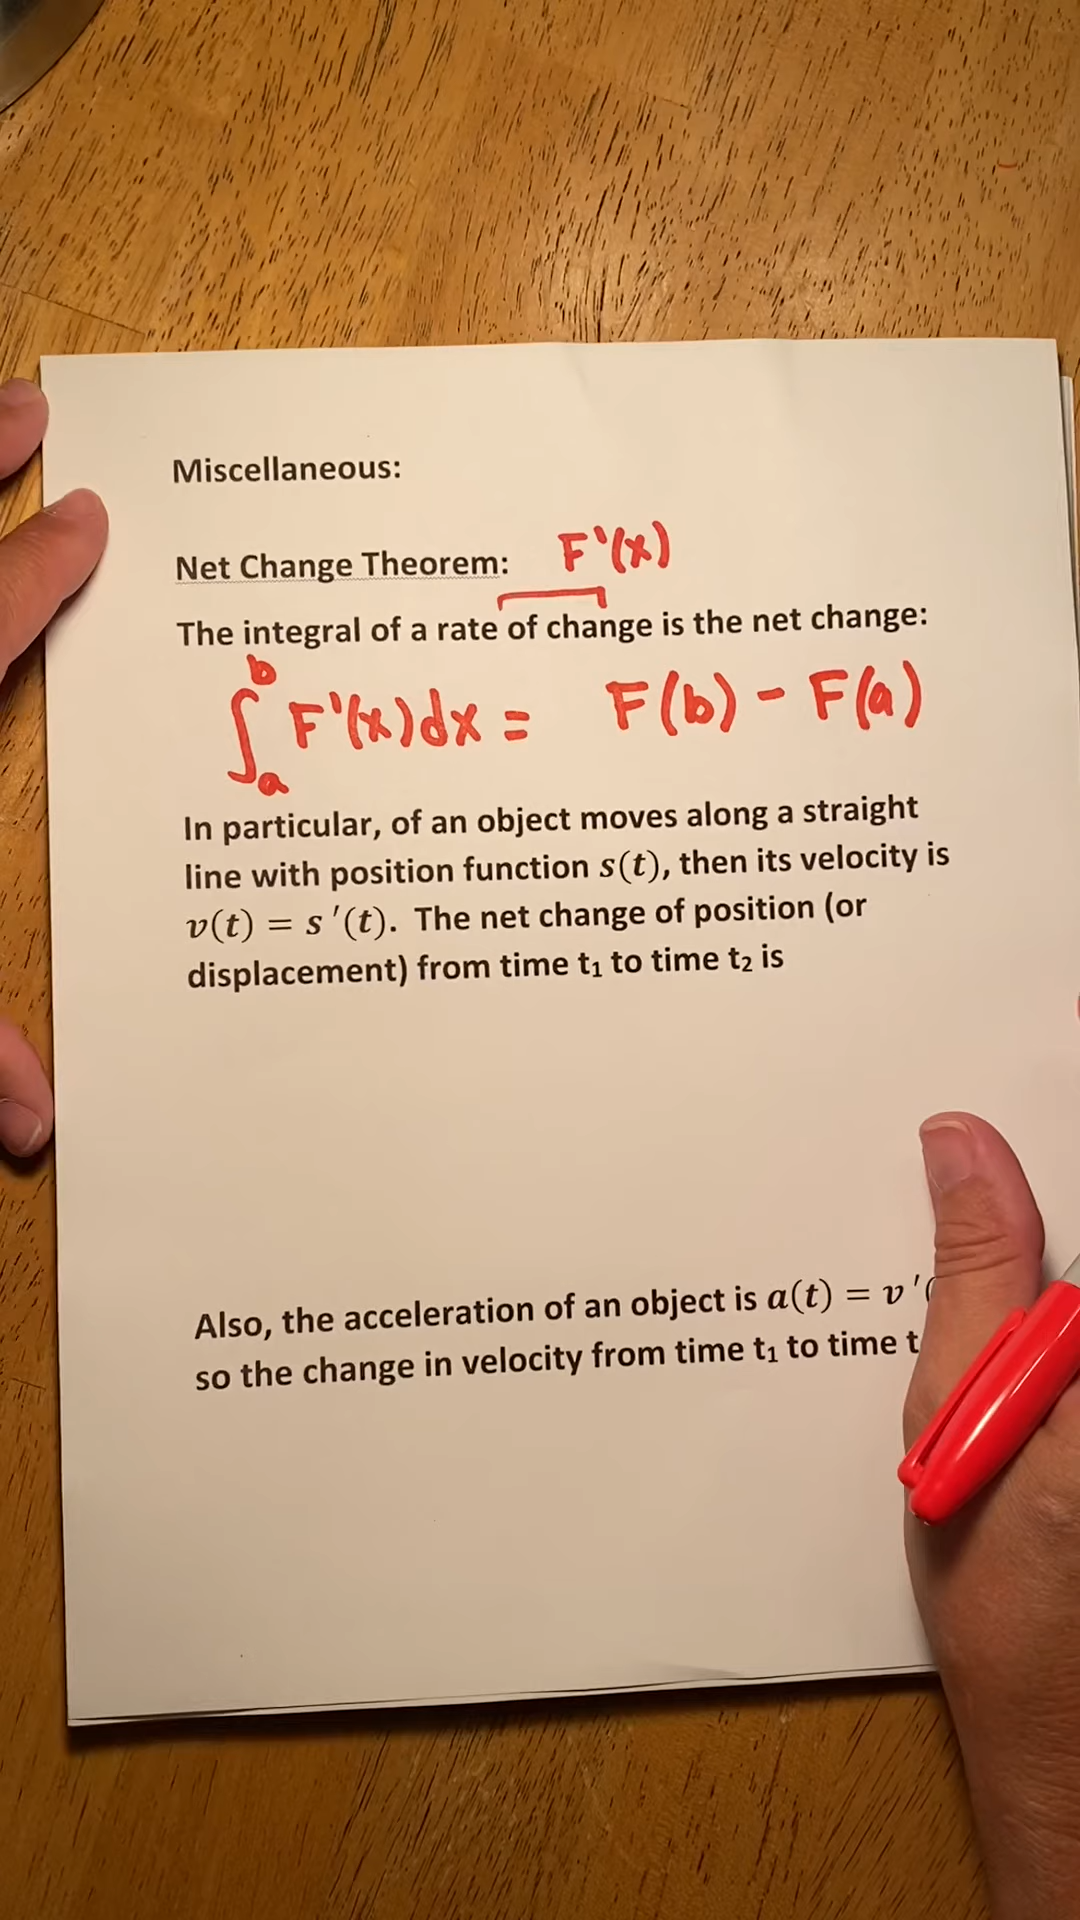 Miscellaneous:
Net Change Theorem: F'(x)
The integral of a rate of change is the net change:
∫ₐᵇ F'(x)dx = F(b) - F(a)
In particular, of an object moves along a straight
line with position function s(t), then its velocity is
v(t) = s'(t). The net change of position (or
displacement) from time t₁ to time t₂ is
Also, the acceleration of an object is a(t) = v'(
so the change in velocity from time t₁ to time t